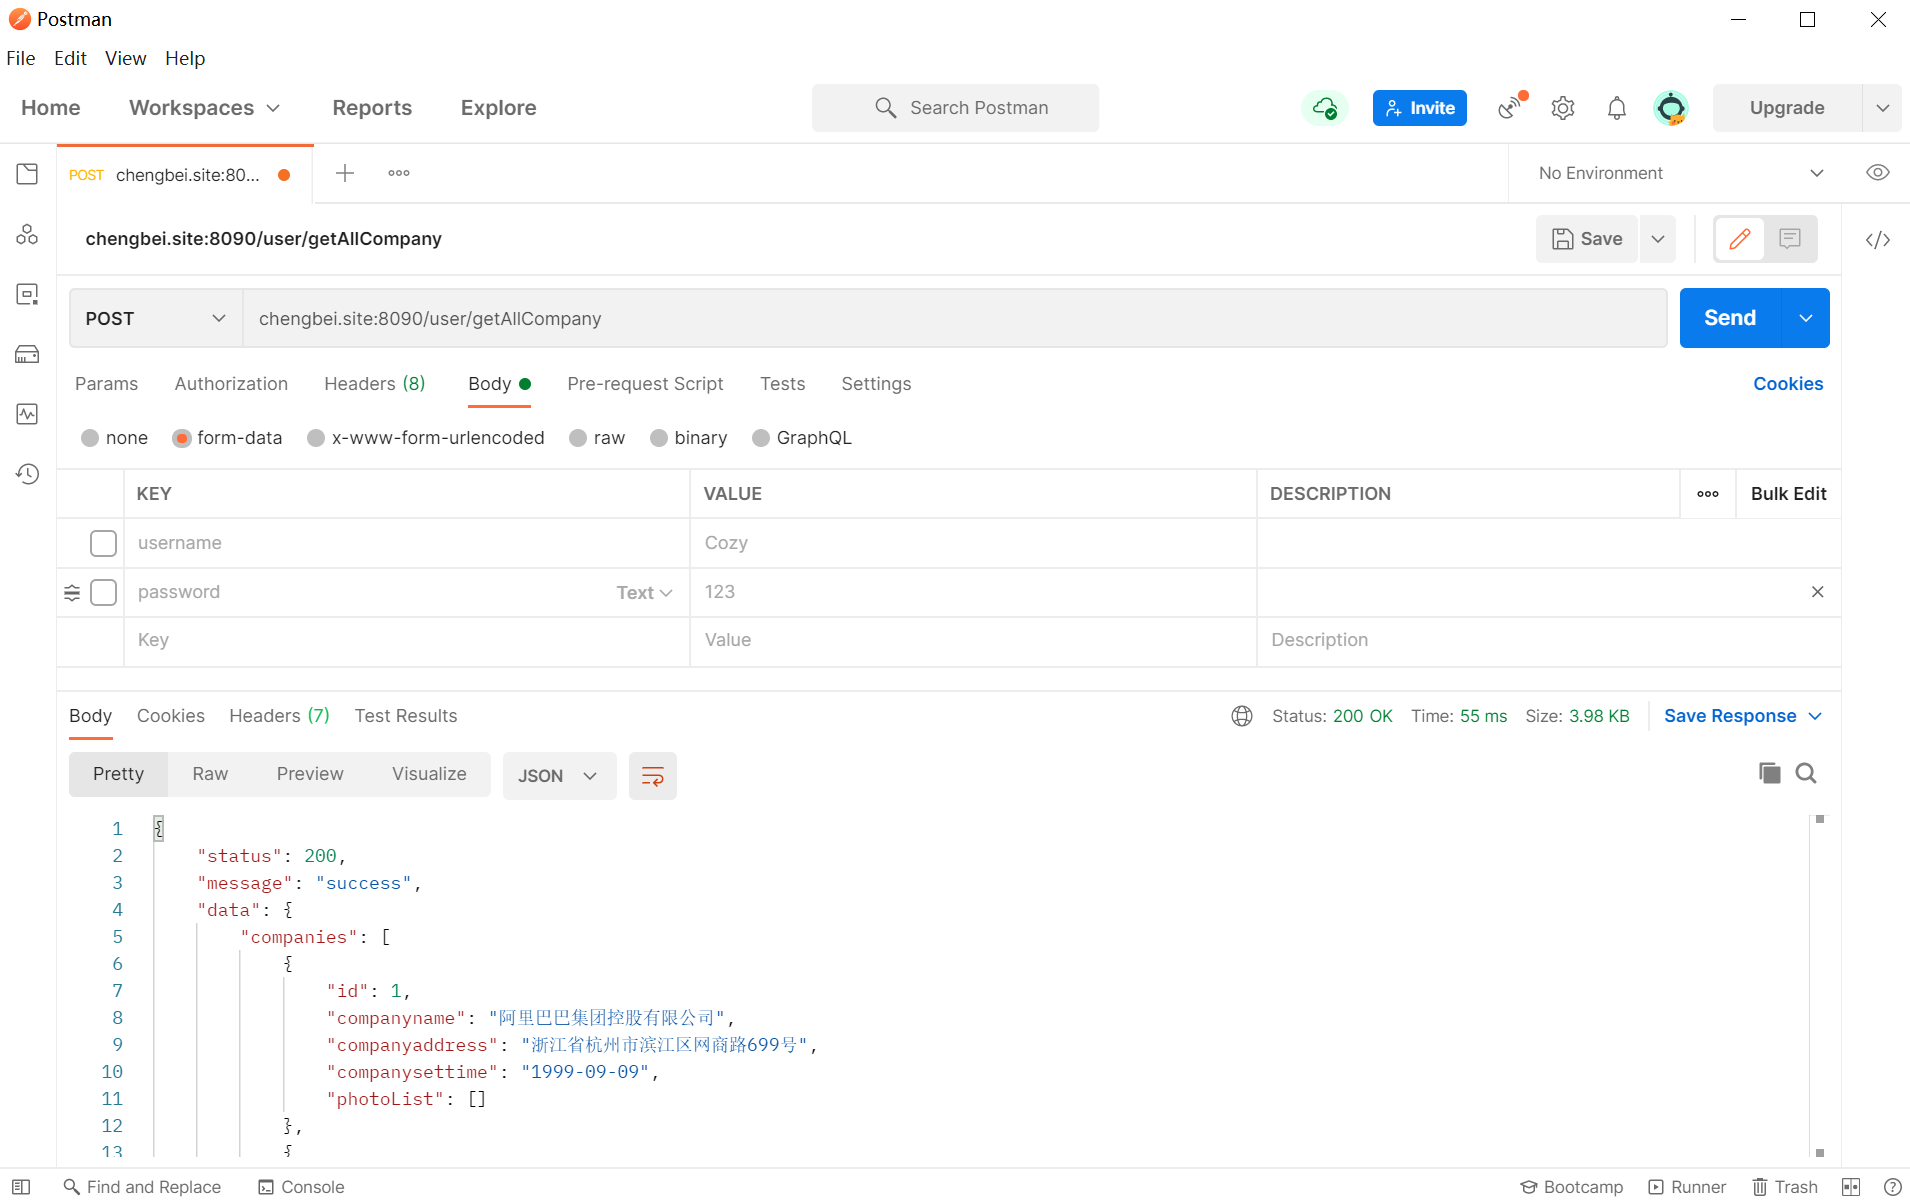 Postman
File Edit View Help
Home Workspaces Reports Explore Search Postman Invite Upgrade
POST chengbei.site:80... No Environment
chengbei.site:8090/user/getAllCompany Save
POST chengbei.site:8090/user/getAllCompany Send
Params Authorization Headers (8) Body Pre-request Script Tests Settings Cookies
none form-data x-www-form-urlencoded raw binary GraphQL
KEY VALUE DESCRIPTION Bulk Edit
username Cozy
password Text 123
Key Value Description
Body Cookies Headers (7) Test Results Status: 200 OK Time: 55 ms Size: 3.98 KB Save Response
Pretty Raw Preview Visualize JSON
1 {
2 "status": 200,
3 "message": "success",
4 "data": {
5 "companies": [
6 {
7 "id": 1,
8 "companyname": "阿里巴巴集团控股有限公司",
9 "companyaddress": "浙江省杭州市滨江区网商路699号",
10 "companysettime": "1999-09-09",
11 "photoList": []
12 },
13 {
Find and Replace Console Bootcamp Runner Trash